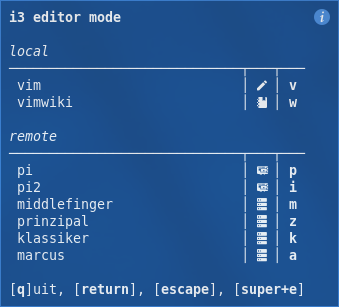 i3 editor mode
i
local
vim | | v
vimwiki | | w
remote
pi | | p
pi2 | | i
middlefinger | | m
prinzipal | | z
klassiker | | k
marcus | | a
[q]uit, [return], [escape], [super+e]